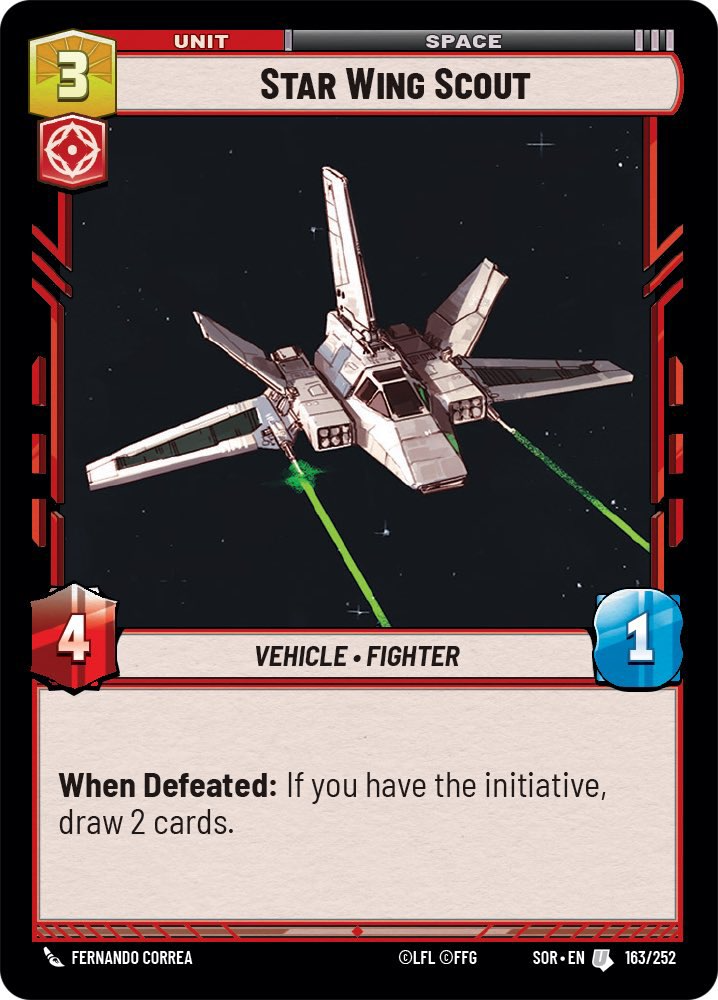 UNIT SPACE
3 STAR WING SCOUT
4 VEHICLE • FIGHTER 1
When Defeated: If you have the initiative,
draw 2 cards.
FERNANDO CORREA ©LFL ©FFG SOR • EN U 163/252